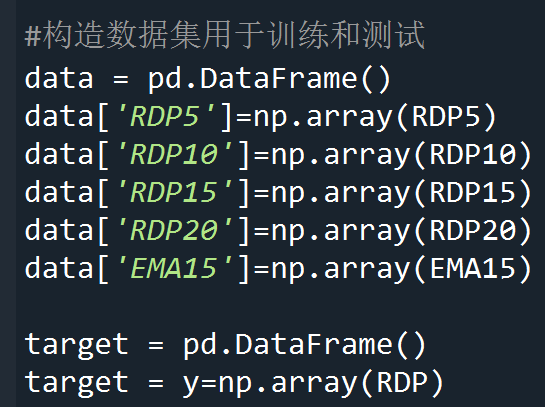 #构造数据集用于训练和测试
data = pd.DataFrame()
data['RDP5']=np.array(RDP5)
data['RDP10']=np.array(RDP10)
data['RDP15']=np.array(RDP15)
data['RDP20']=np.array(RDP20)
data['EMA15']=np.array(EMA15)
target = pd.DataFrame()
target = y=np.array(RDP)